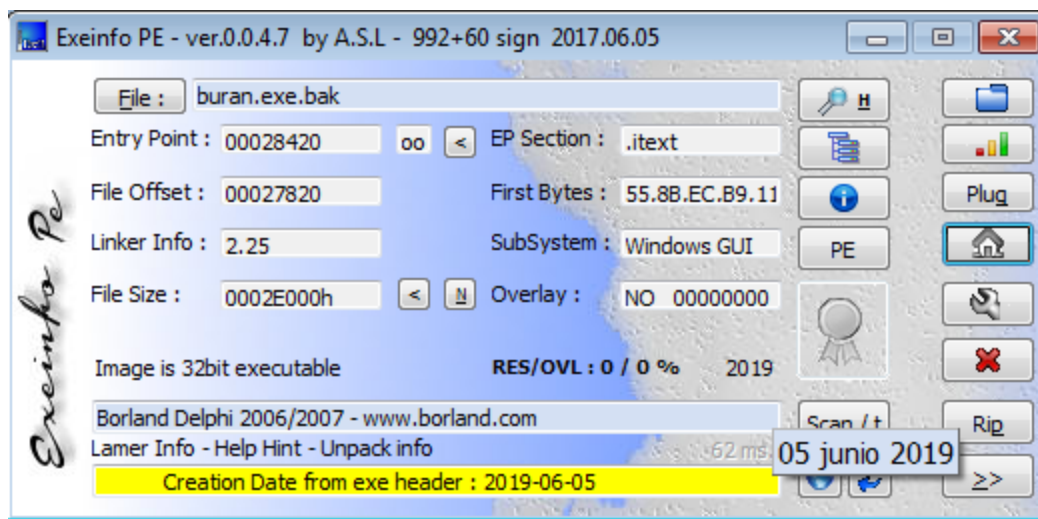 Exeinfo PE - ver.0.0.4.7 by A.S.L - 992+60 sign 2017.06.05
File : buran.exe.bak H
Entry Point : 00028420 oo < EP Section : .itext
File Offset : 00027820 First Bytes : 55.8B.EC.B9.11 Plug
Linker Info : 2.25 SubSystem : Windows GUI PE
File Size : 0002E000h < N Overlay : NO 00000000
Image is 32bit executable RES/OVL : 0 / 0 % 2019
Borland Delphi 2006/2007 - www.borland.com Scan / t Rip
Lamer Info - Help Hint - Unpack info 62 ms. 05 junio 2019
Creation Date from exe header : 2019-06-05 >>
Exeinfo Pe